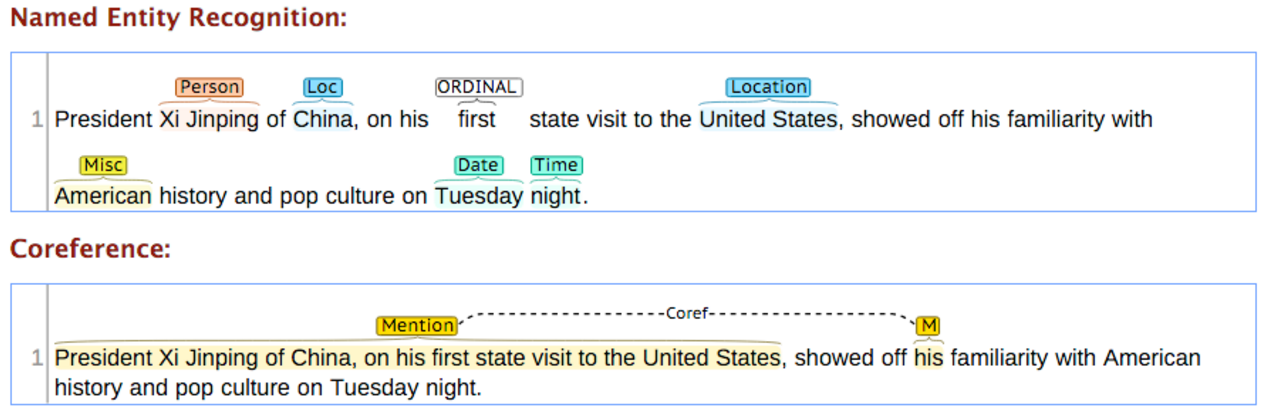 Named Entity Recognition:
Person Loc ORDINAL Location
1 President Xi Jinping of China, on his first state visit to the United States, showed off his familiarity with
Misc Date Time
American history and pop culture on Tuesday night.
Coreference:
Mention Coref M
1 President Xi Jinping of China, on his first state visit to the United States, showed off his familiarity with American
history and pop culture on Tuesday night.